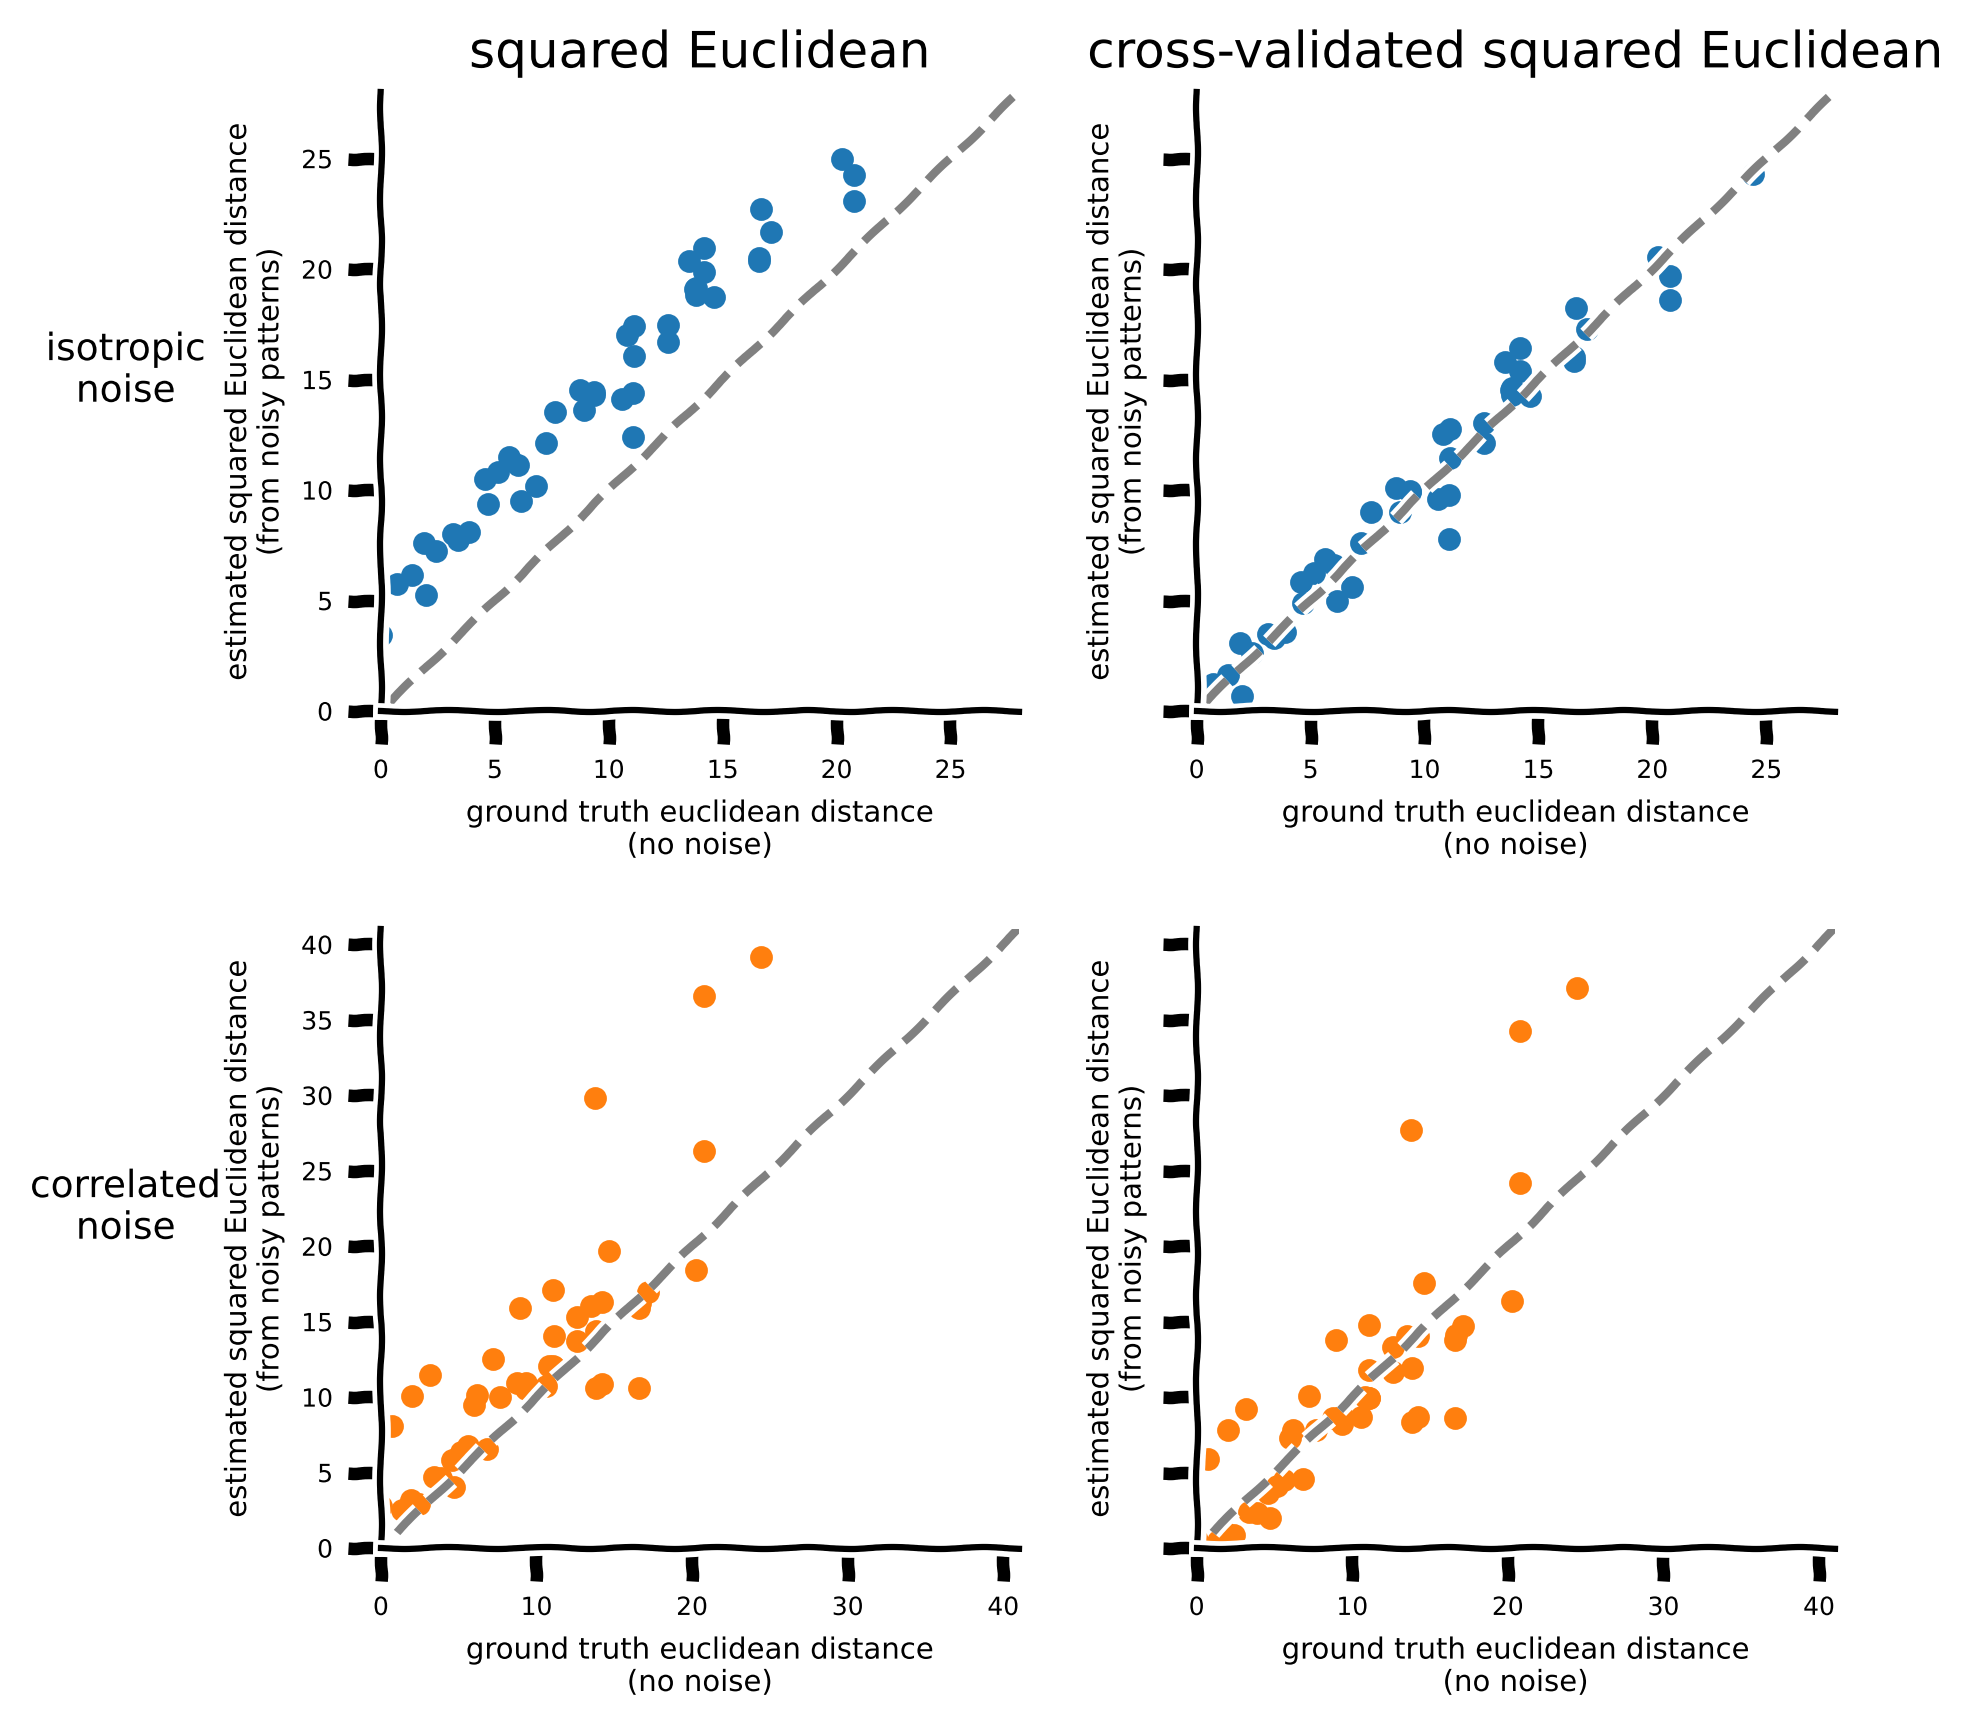 squared Euclidean
cross-validated squared Euclidean
isotropic
noise
estimated squared Euclidean distance
(from noisy patterns)
25
20
15
10
5
0
0 5 10 15 20 25
ground truth euclidean distance
(no noise)
estimated squared Euclidean distance
(from noisy patterns)
0 5 10 15 20 25
ground truth euclidean distance
(no noise)
correlated
noise
estimated squared Euclidean distance
(from noisy patterns)
40
35
30
25
20
15
10
5
0
0 10 20 30 40
ground truth euclidean distance
(no noise)
estimated squared Euclidean distance
(from noisy patterns)
0 10 20 30 40
ground truth euclidean distance
(no noise)